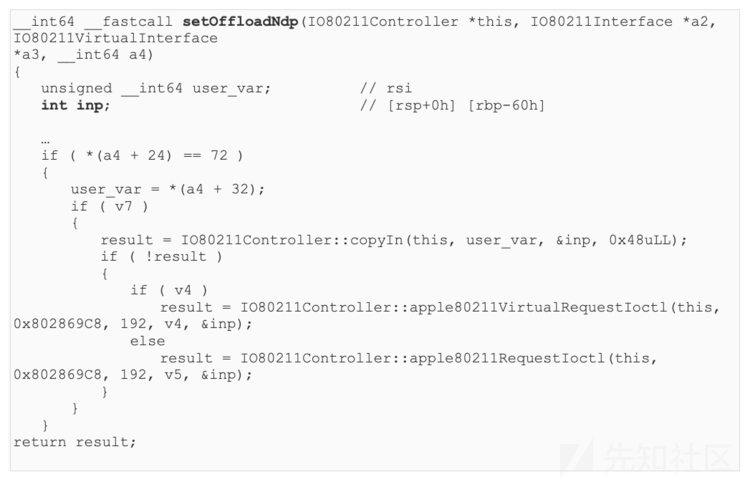 __int64 __fastcall setOffloadNdp(IO80211Controller *this, IO80211Interface *a2,
IO80211VirtualInterface
*a3, __int64 a4)
{
unsigned __int64 user_var; // rsi
int inp; // [rsp+0h] [rbp-60h]
…
if ( *(a4 + 24) == 72 )
{
user_var = *(a4 + 32);
if ( v7 )
{
result = IO80211Controller::copyIn(this, user_var, &inp, 0x48uLL);
if ( !result )
{
if ( v4 )
result = IO80211Controller::apple80211VirtualRequestIoctl(this,
0x802869C8, 192, v4, &inp);
else
result = IO80211Controller::apple80211RequestIoctl(this,
0x802869C8, 192, v5, &inp);
}
}
}
return result;
先知社区